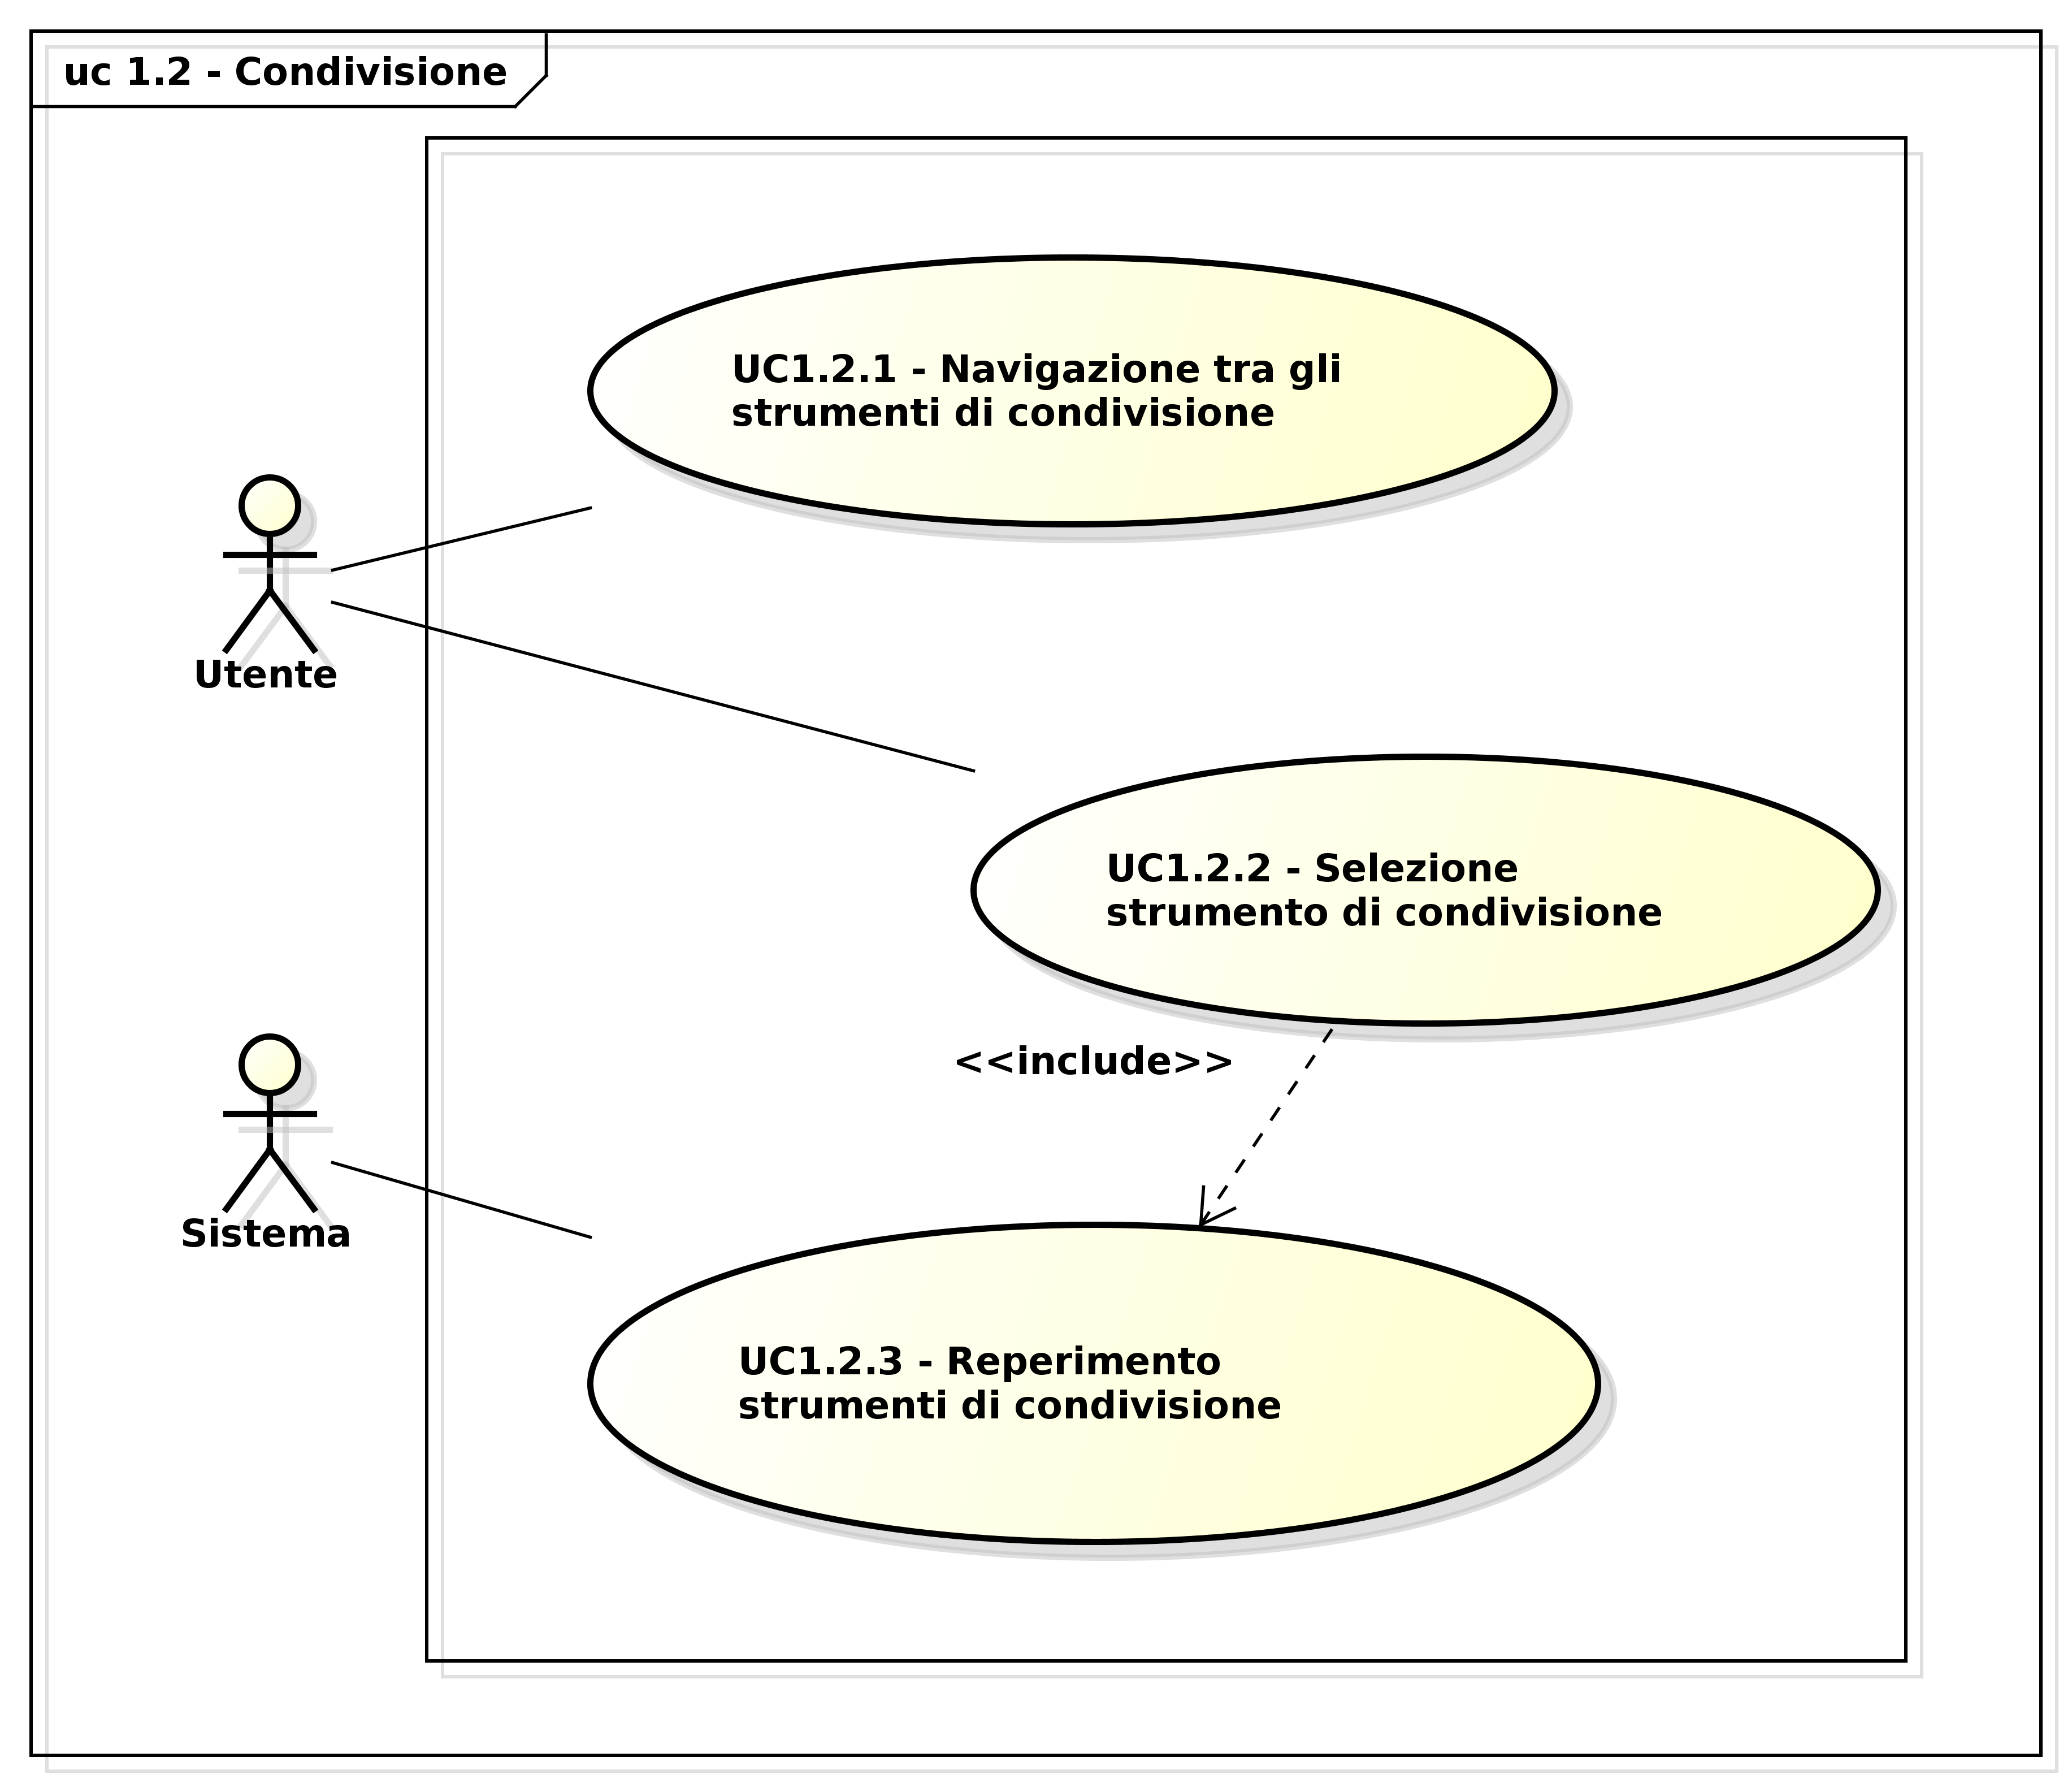 uc 1.2 - Condivisione
UC1.2.1 - Navigazione tra gli
strumenti di condivisione
Utente
UC1.2.2 - Selezione
strumento di condivisione
<<include>>
Sistema
UC1.2.3 - Reperimento
strumenti di condivisione